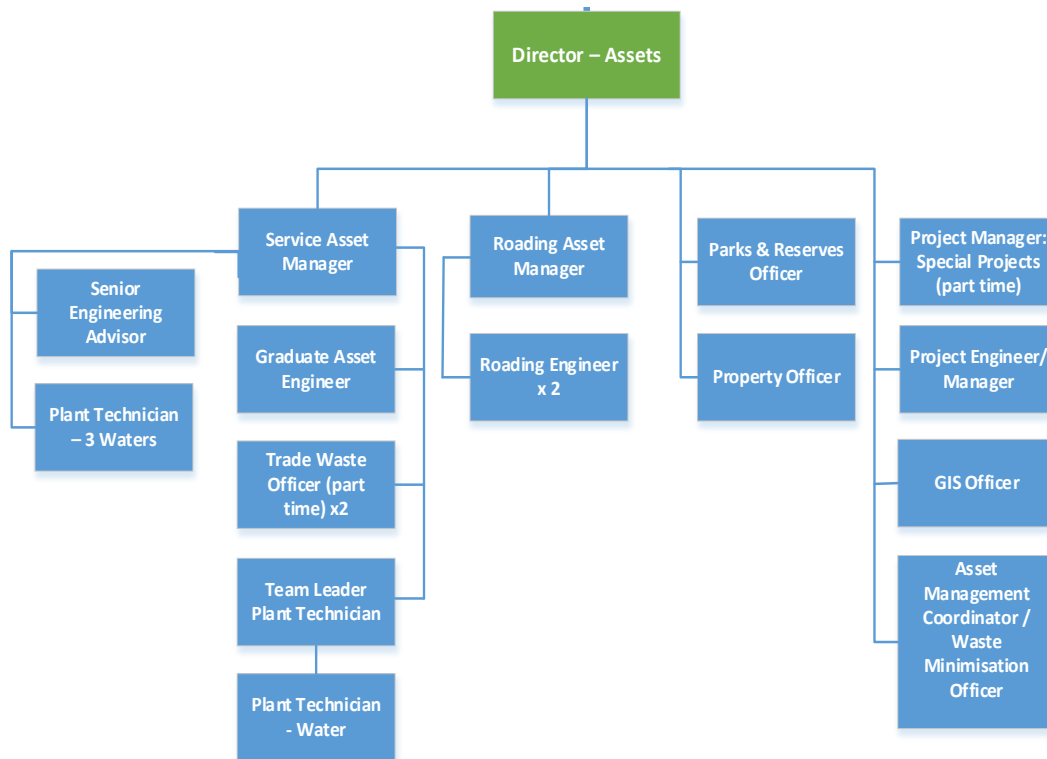 Director – Assets
Service Asset
Manager
Senior
Engineering
Advisor
Plant Technician
– 3 Waters
Graduate Asset
Engineer
Trade Waste
Officer (part
time) x2
Team Leader
Plant Technician
Plant Technician
- Water
Roading Asset
Manager
Roading Engineer
x 2
Parks & Reserves
Officer
Property Officer
Project Manager:
Special Projects
(part time)
Project Engineer/
Manager
GIS Officer
Asset
Management
Coordinator /
Waste
Minimisation
Officer